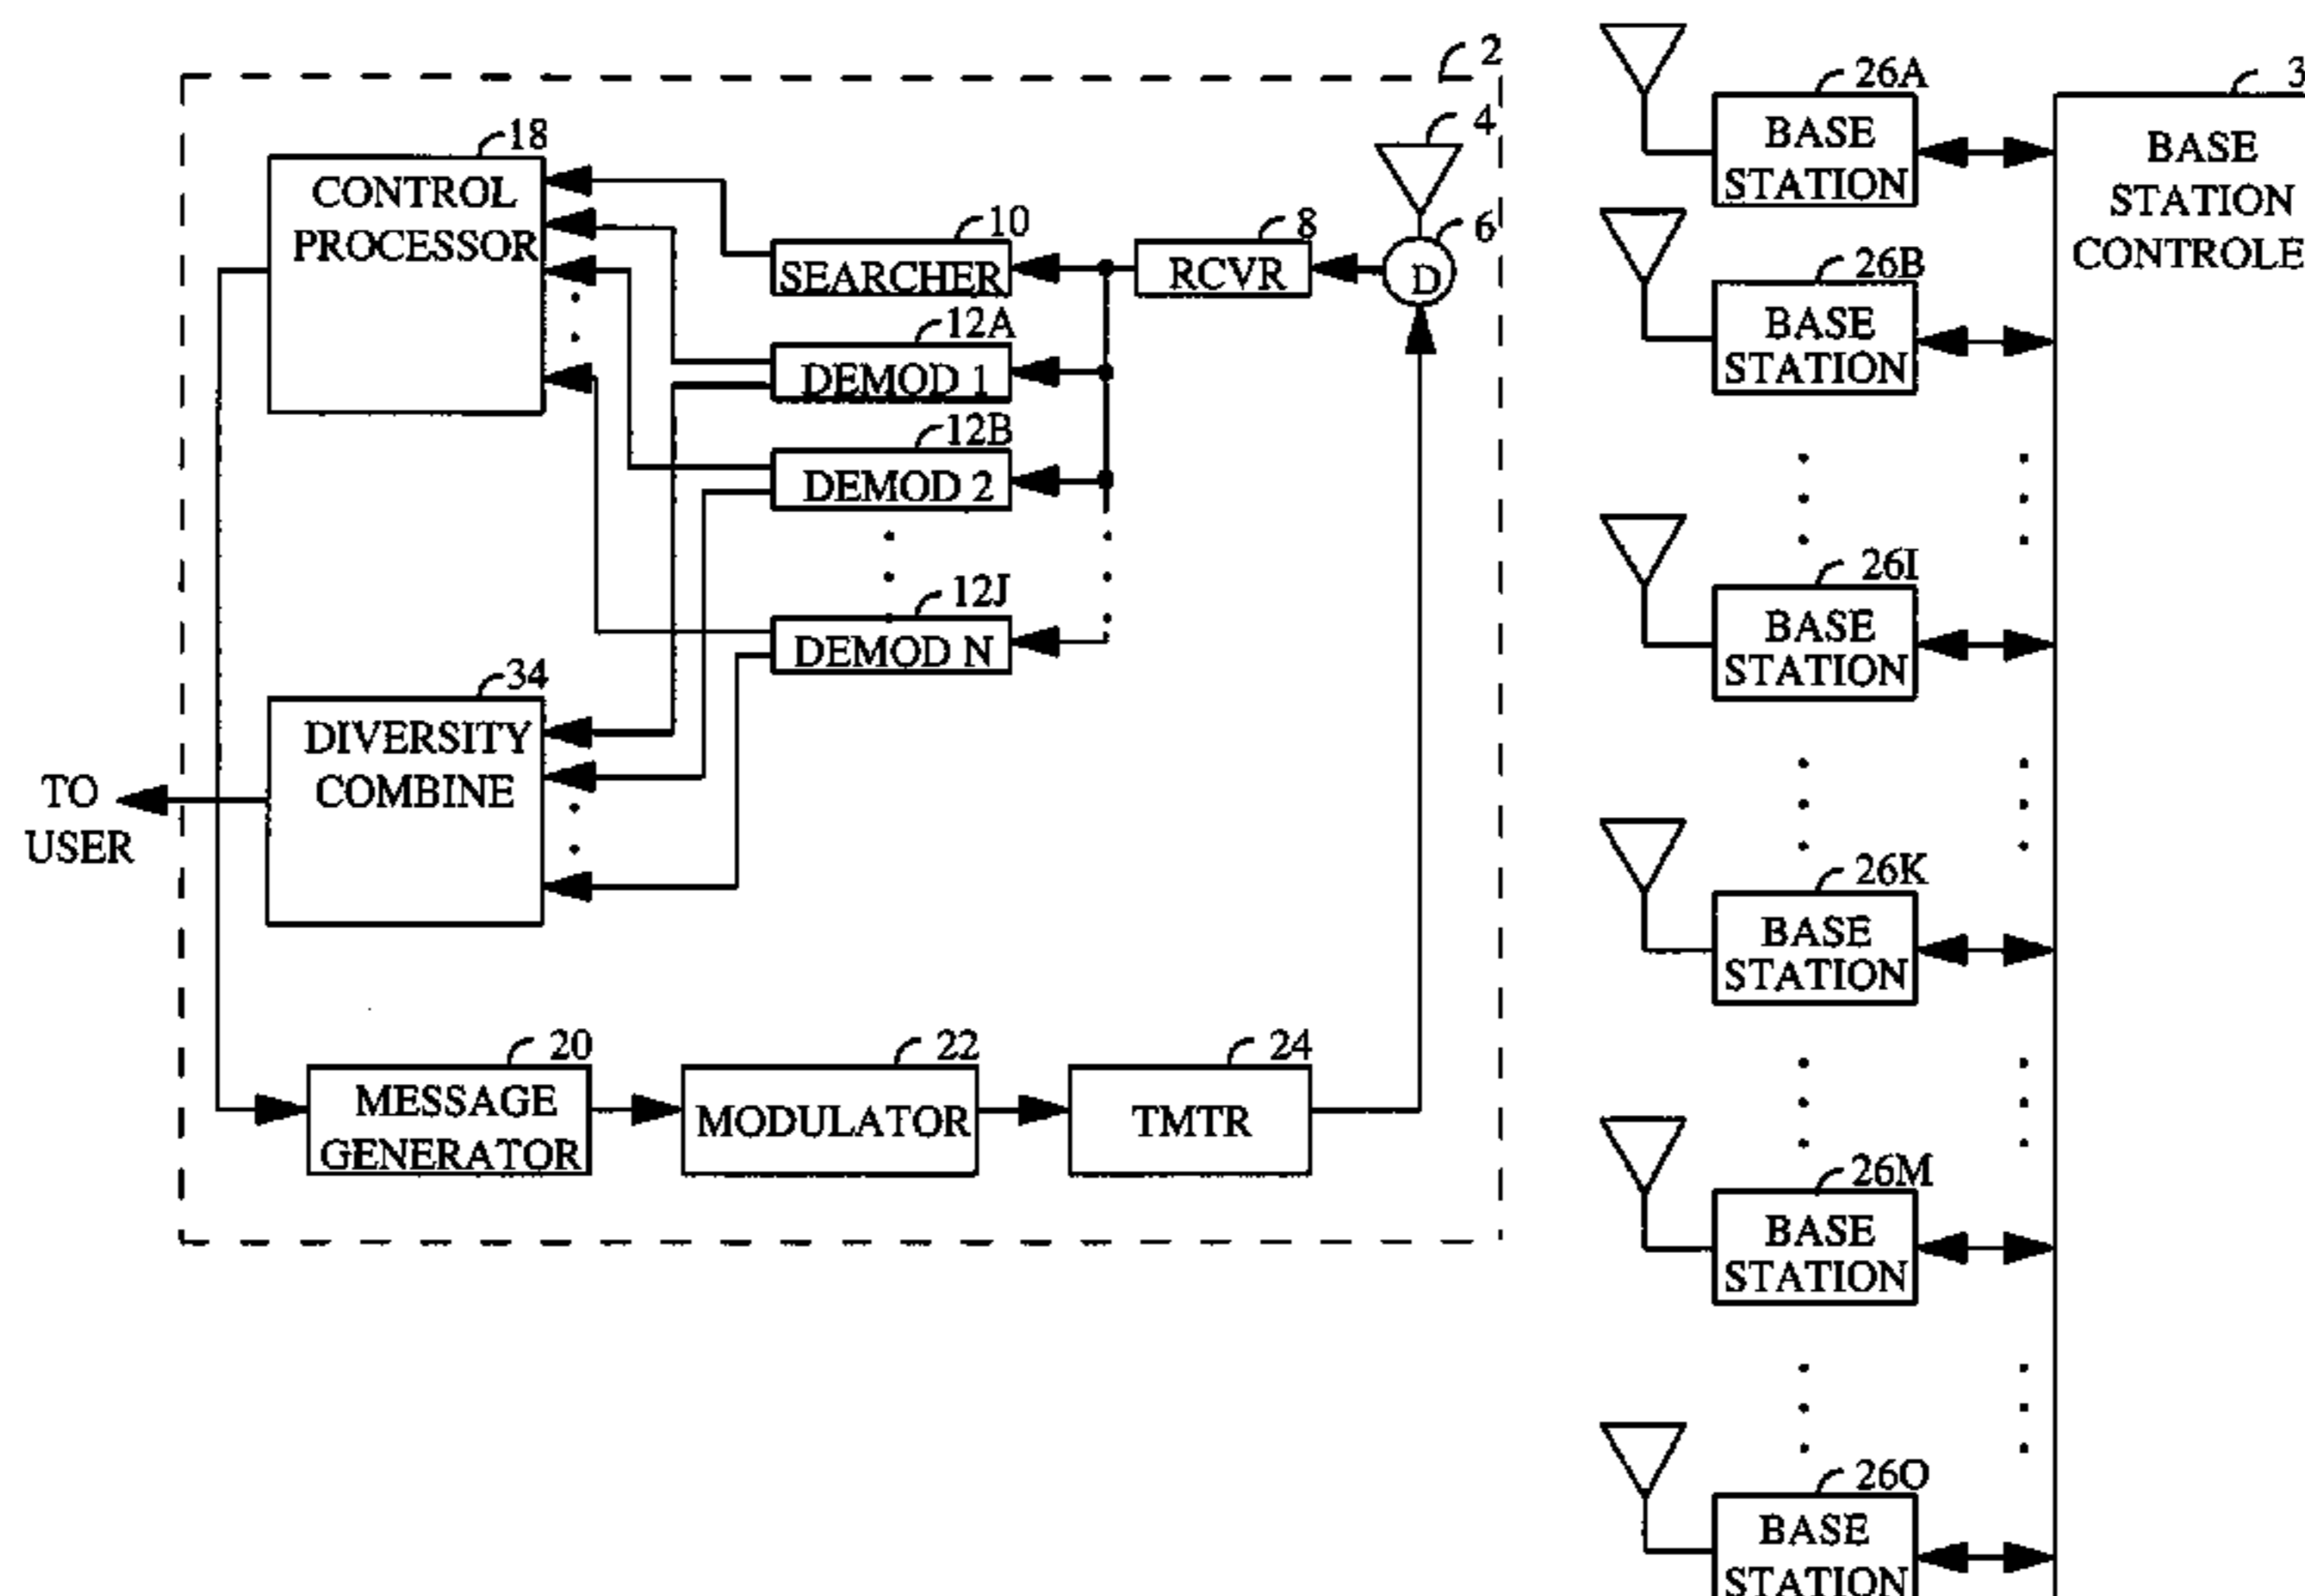 2
18
CONTROL
PROCESSOR
4
10
SEARCHER
8
RCVR
6
D
12A
DEMOD 1
12B
DEMOD 2
12J
DEMOD N
34
DIVERSITY
COMBINE
TO
USER
20
MESSAGE
GENERATOR
22
MODULATOR
24
TMTR
26A
BASE
STATION
26B
BASE
STATION
26I
BASE
STATION
26K
BASE
STATION
26M
BASE
STATION
26O
BASE
STATION
3
BASE
STATION
CONTROLE